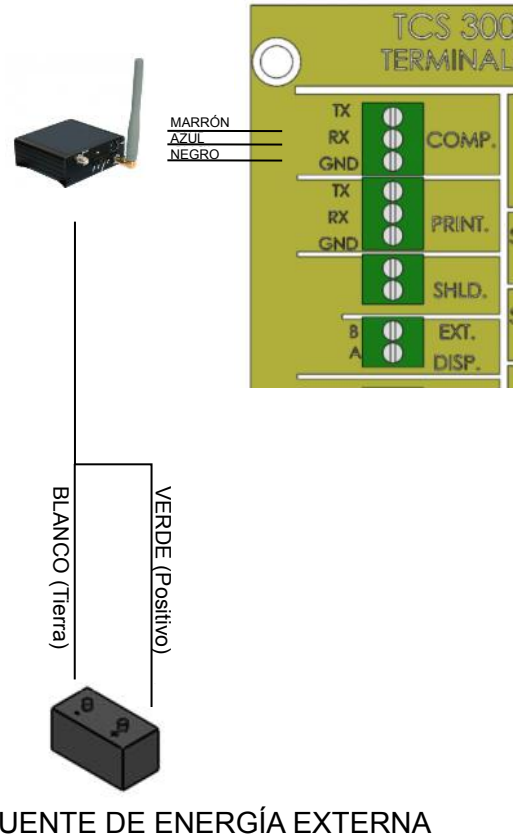 TCS 300
TERMINAL
MARRÓN
AZUL
NEGRO
TX
RX
GND
COMP.
TX
RX
GND
PRINT.
SHLD.
B
A
EXT.
DISP.
BLANCO (Tierra)
VERDE (Positivo)
UENTE DE ENERGÍA EXTERNA